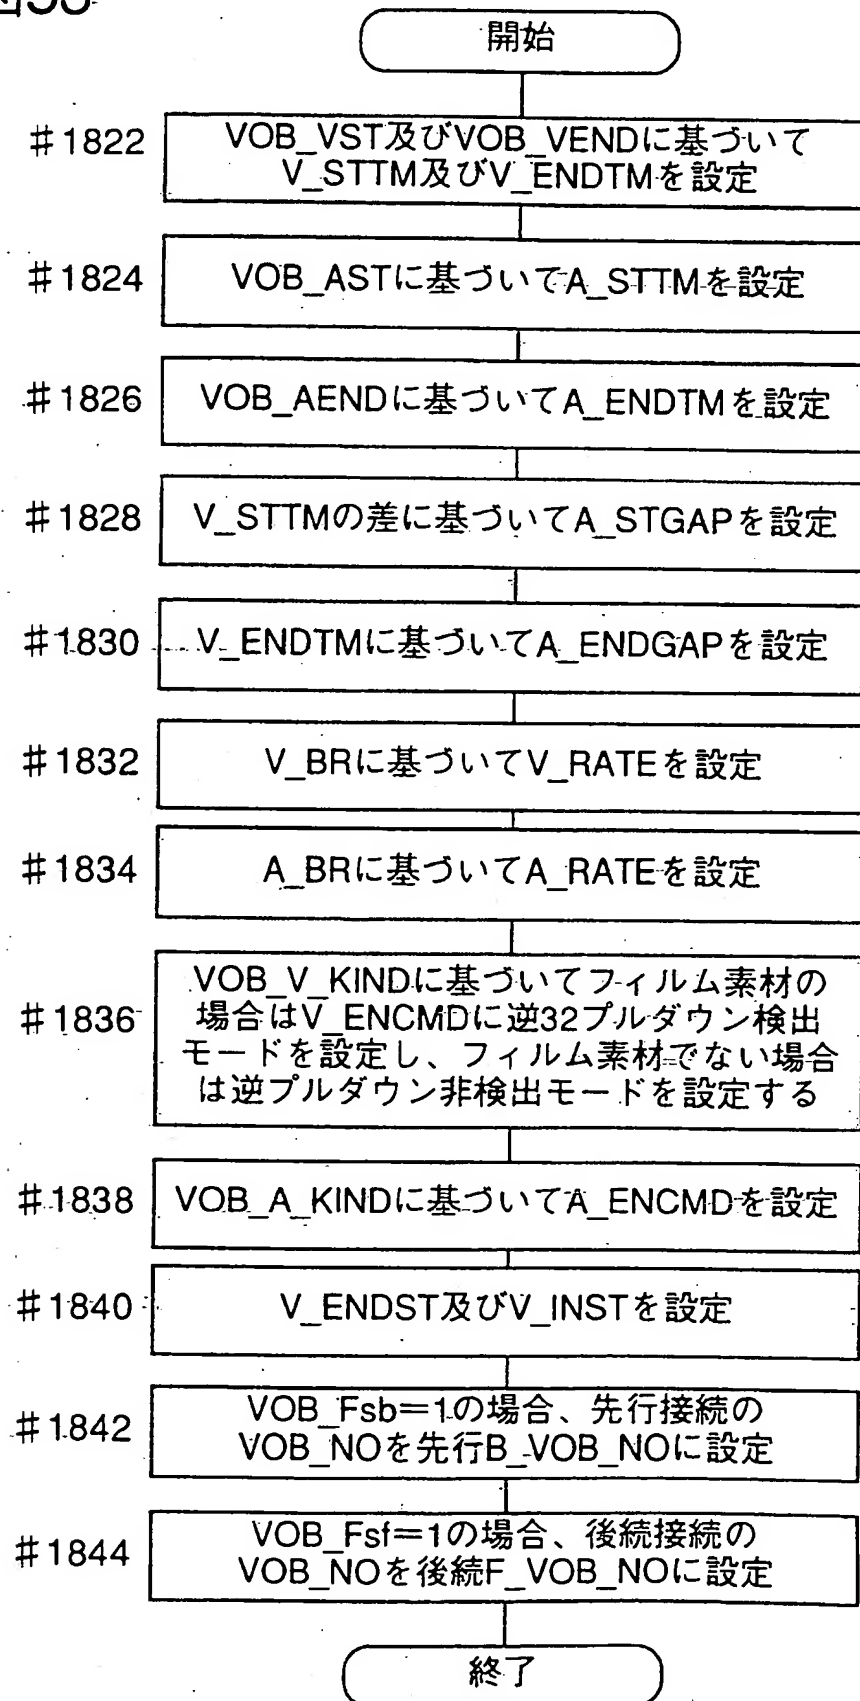 開始
#1822
VOB_VST及びVOB_VENDに基づいて
V_STTM及びV_ENDTMを設定
#1824
VOB_ASTに基づいてA_STTMを設定
#1826
VOB_AENDに基づいてA_ENDTMを設定
#1828
V_STTMの差に基づいてA_STGAPを設定
#1830
V_ENDTMに基づいてA_ENDGAPを設定
#1832
V_BRに基づいてV_RATEを設定
#1834
A_BRに基づいてA_RATEを設定
#1836
VOB_V_KINDに基づいてフィルム素材の
場合はV_ENCMDに逆32プルダウン検出
モードを設定し、フィルム素材でない場合
は逆プルダウン非検出モードを設定する
#1838
VOB_A_KINDに基づいてA_ENCMDを設定
#1840
V_ENDST及びV_INSTを設定
#1842
VOB_Fsb=1の場合、先行接続の
VOB_NOを先行B_VOB_NOに設定
#1844
VOB_Fsf=1の場合、後続接続の
VOB_NOを後続F_VOB_NOに設定
終了